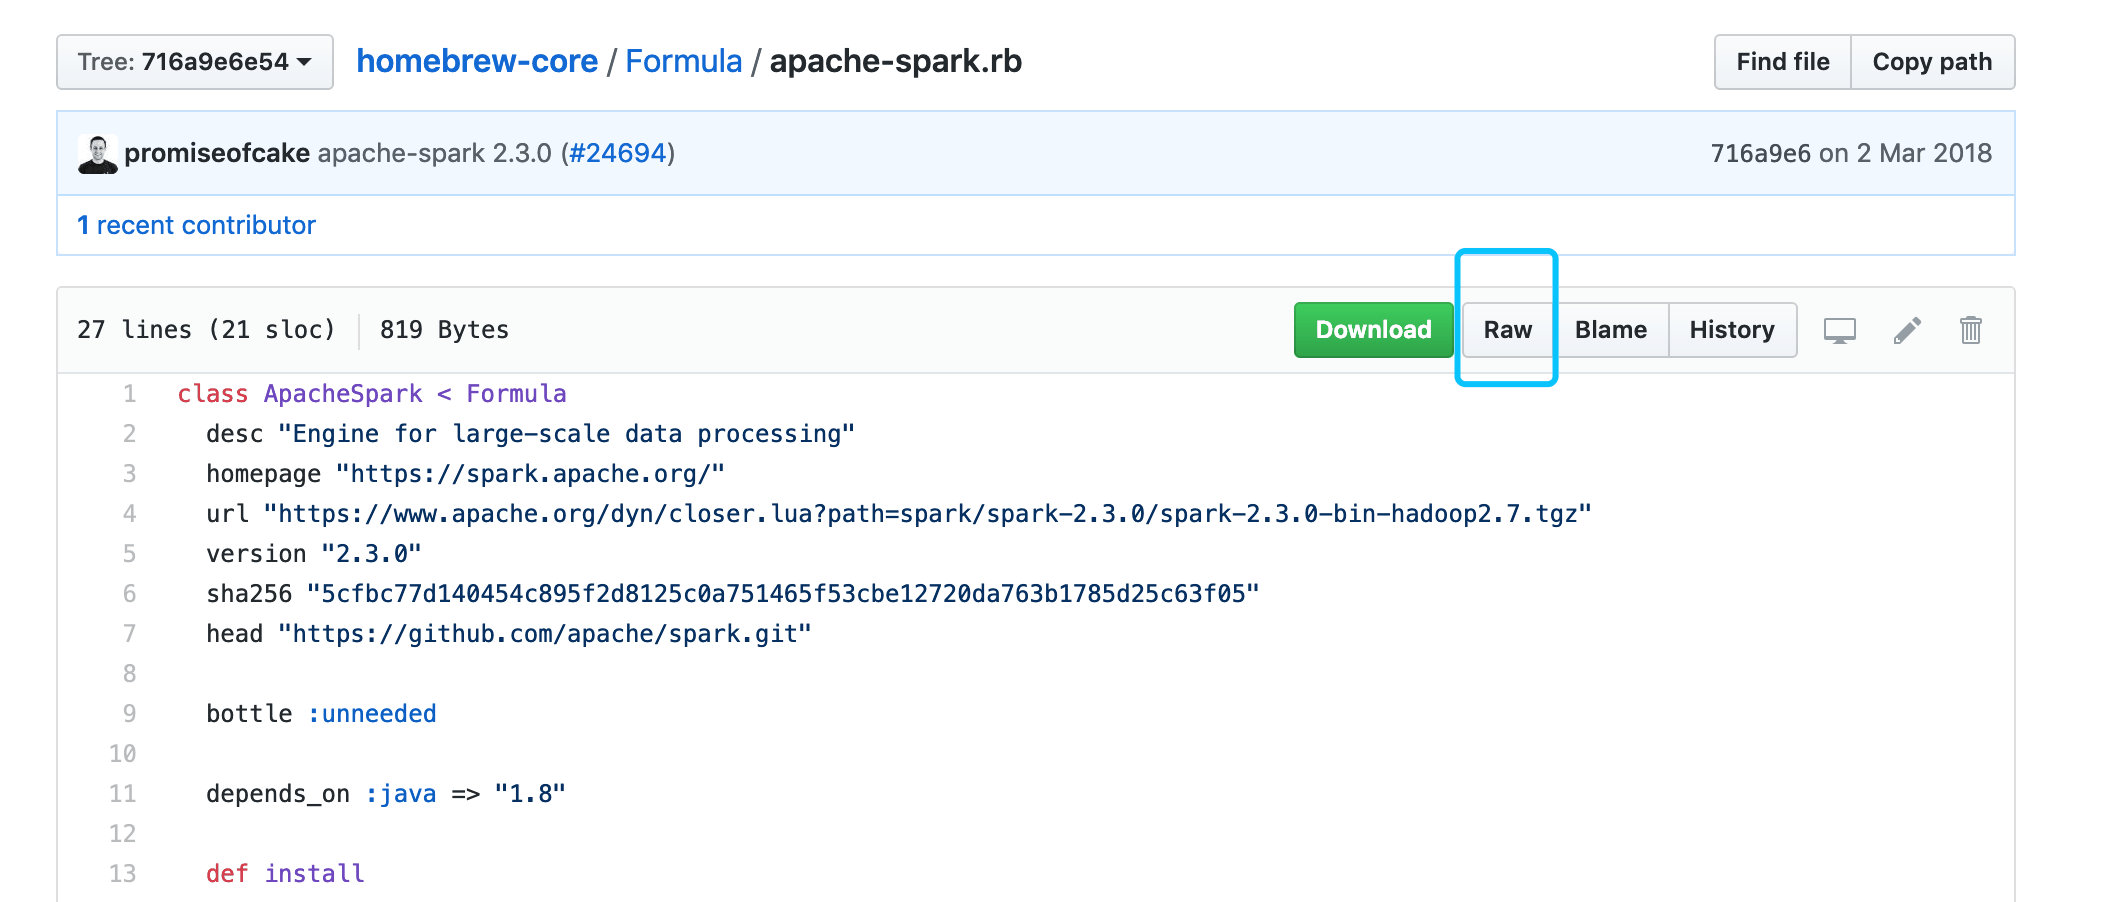 Tree: 716a9e6e54 homebrew-core / Formula / apache-spark.rb Find file Copy path
promiseofcake apache-spark 2.3.0 (#24694) 716a9e6 on 2 Mar 2018
1 recent contributor
27 lines (21 sloc) 819 Bytes Download Raw Blame History
1 class ApacheSpark < Formula
2 desc "Engine for large-scale data processing"
3 homepage "https://spark.apache.org/"
4 url "https://www.apache.org/dyn/closer.lua?path=spark/spark-2.3.0/spark-2.3.0-bin-hadoop2.7.tgz"
5 version "2.3.0"
6 sha256 "5cfbc77d140454c895f2d8125c0a751465f53cbe12720da763b1785d25c63f05"
7 head "https://github.com/apache/spark.git"
8
9 bottle :unneeded
10
11 depends_on :java => "1.8"
12
13 def install